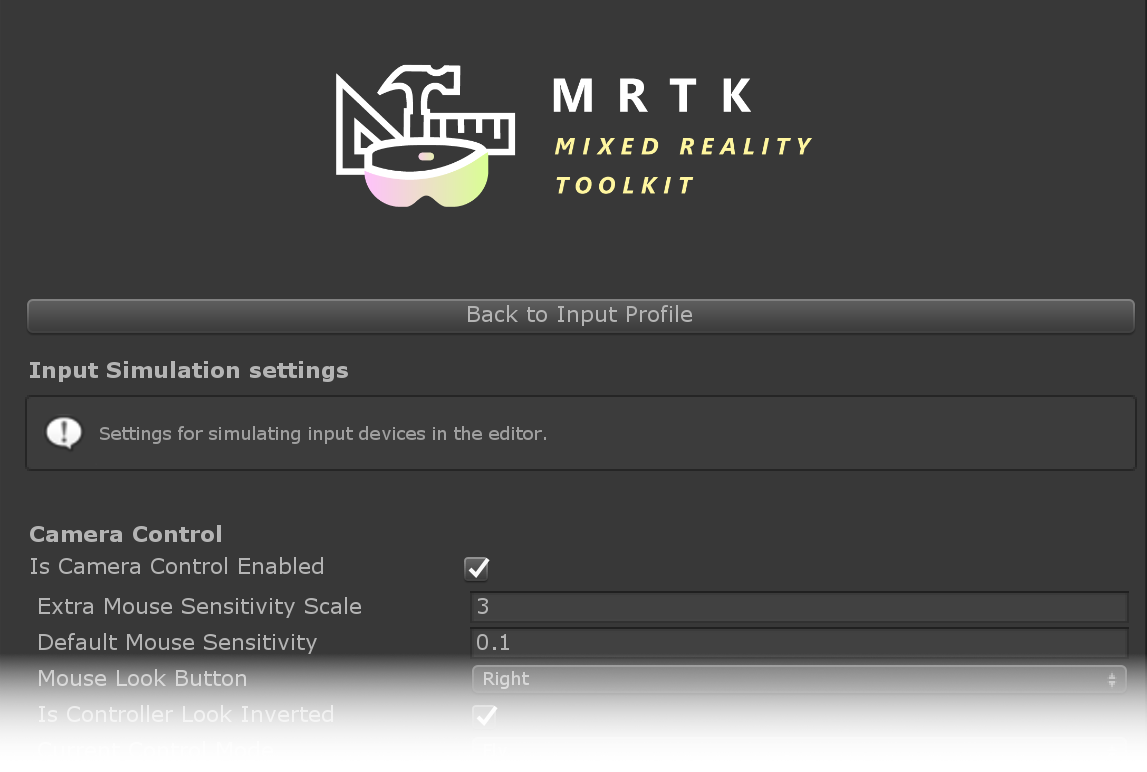 MRTK
MIXED REALITY
TOOLKIT
Back to Input Profile
Input Simulation settings
Settings for simulating input devices in the editor.
Camera Control
Is Camera Control Enabled
Extra Mouse Sensitivity Scale 3
Default Mouse Sensitivity 0.1
Mouse Look Button Right
Is Controller Look Inverted